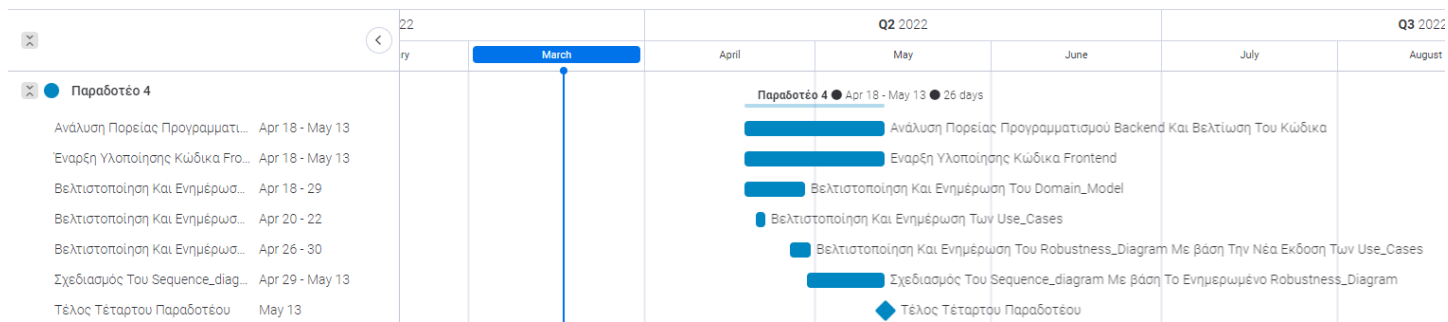 22 Q2 2022 Q3 2022
ry March April May June July August
Παραδοτέο 4 Παραδοτέο 4 ● Apr 18 - May 13 ● 26 days
Ανάλυση Πορείας Προγραμματι... Apr 18 - May 13 Ανάλυση Πορείας Προγραμματισμού Backend Και Βελτίωση Του Κώδικα
Έναρξη Υλοποίησης Κώδικα Fro... Apr 18 - May 13 Εναρξη Υλοποίησης Κώδικα Frontend
Βελτιστοποίηση Και Ενημέρωσ... Apr 18 - 29 Βελτιστοποίηση Και Ενημέρωση Του Domain_Model
Βελτιστοποίηση Και Ενημέρωσ... Apr 20 - 22 Βελτιστοποίηση Και Ενημέρωση Των Use_Cases
Βελτιστοποίηση Και Ενημέρωσ... Apr 26 - 30 Βελτιστοποίηση Και Ενημέρωση Του Robustness_Diagram Με βάση Την Νέα Εκδοση Των Use_Cases
Σχεδιασμός Του Sequence_diag... Apr 29 - May 13 Σχεδιασμός Του Sequence_diagram Με βάση Το Ενημερωμένο Robustness_Diagram
Τέλος Τέταρτου Παραδοτέου May 13 Τέλος Τέταρτου Παραδοτέου